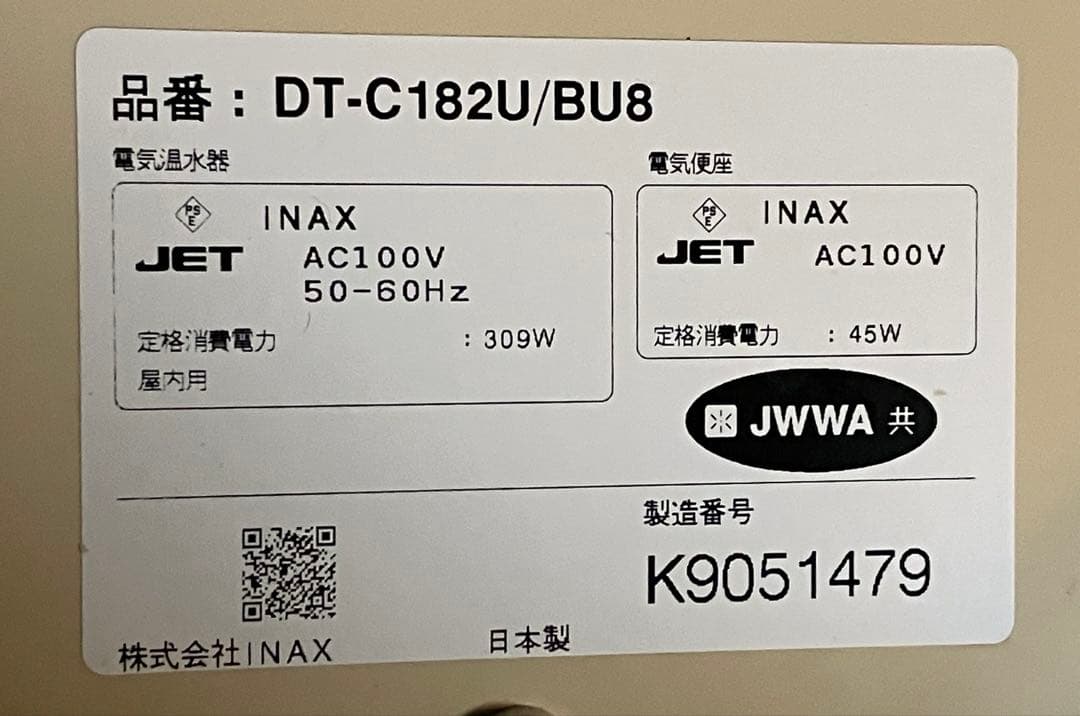 品番：DT-C182U/BU8
電気温水器
PS
E
INAX
JET
AC100V
50-60Hz
定格消費電力 : 309W
屋内用
電気便座
PS
E
INAX
JET
AC100V
定格消費電力 : 45W
JWWA 共
製造番号
K9051479
株式会社INAX
日本製